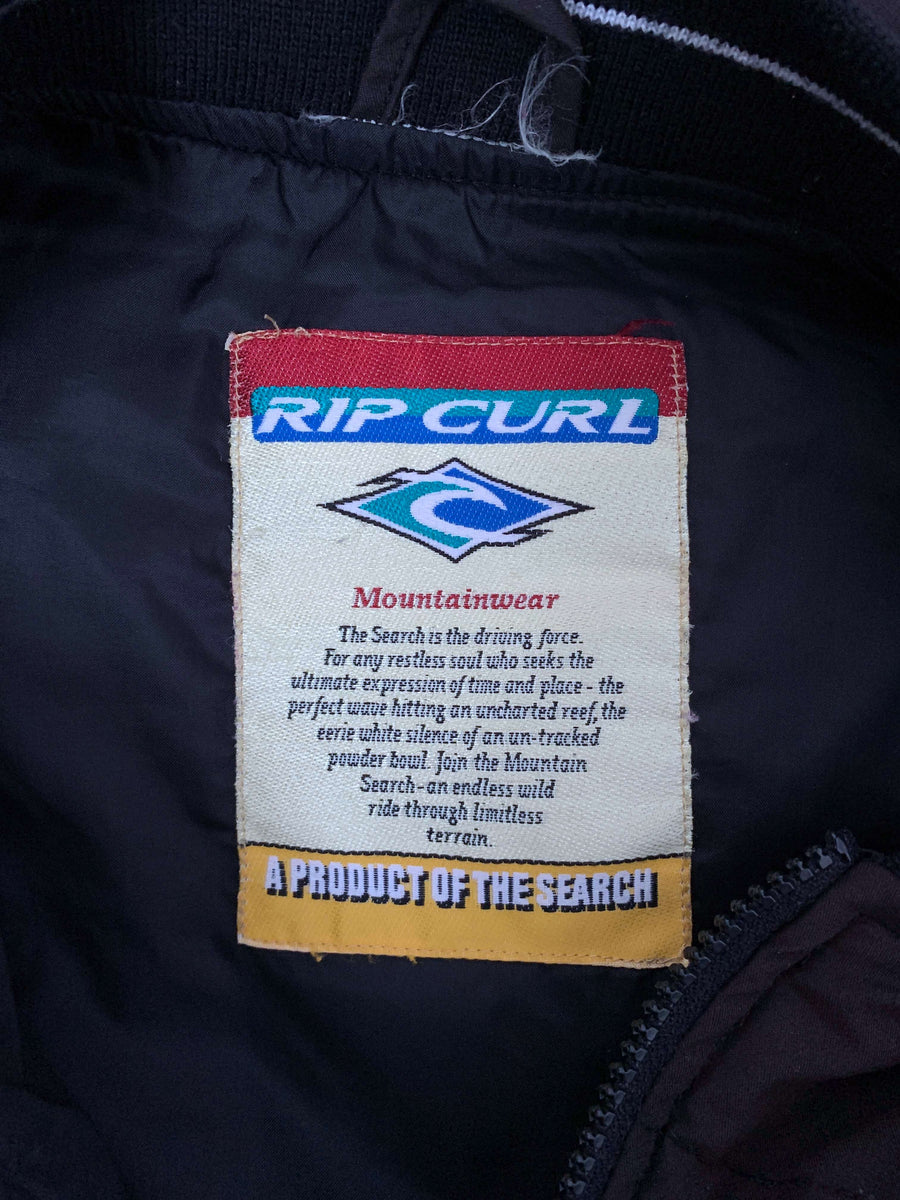 RIP CURL
Mountainwear
The Search is the driving force.
For any restless soul who seeks the
ultimate expression of time and place - the
perfect wave hitting an uncharted reef, the
eerie white silence of an un-tracked
powder bowl. Join the Mountain
Search - an endless wild
ride through limitless
terrain.
A PRODUCT OF THE SEARCH